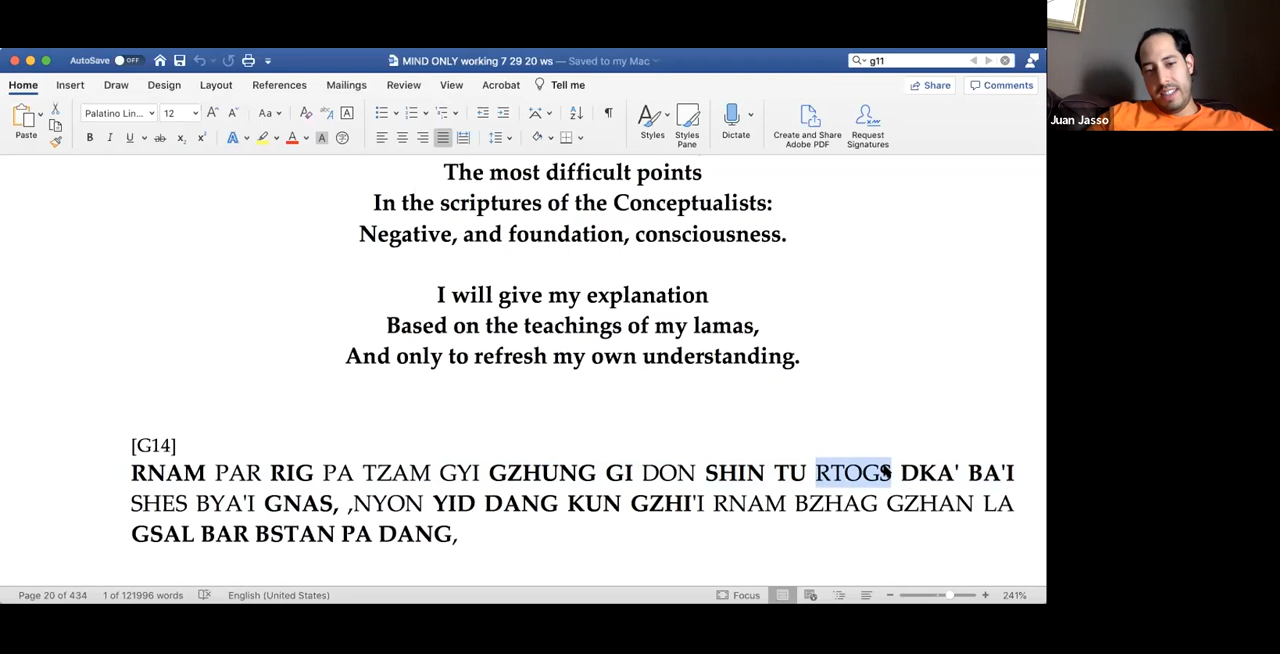 AutoSave OFF MIND ONLY working 7 29 20 ws — Saved to my Mac g11
Home Insert Draw Design Layout References Mailings Review View Acrobat Tell me Share Comments
Paste Palatino Lin... 12 Styles Styles Pane Dictate Create and Share Adobe PDF Request Signatures
Juan Jasso
The most difficult points
In the scriptures of the Conceptualists:
Negative, and foundation, consciousness.
I will give my explanation
Based on the teachings of my lamas,
And only to refresh my own understanding.
[G14]
RNAM PAR RIG PA TZAM GYI GZHUNG GI DON SHIN TU RTOGS DKA' BA'I
SHES BYA'I GNAS, ,NYON YID DANG KUN GZHI'I RNAM BZHAG GZHAN LA
GSAL BAR BSTAN PA DANG,
Page 20 of 434 1 of 121996 words English (United States) Focus 241%